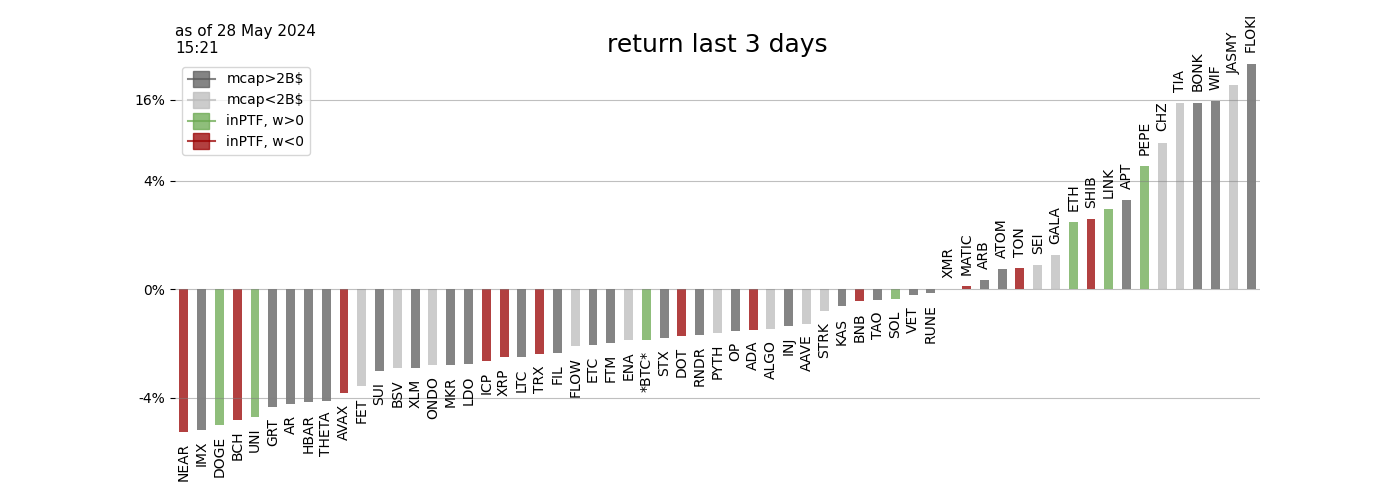 as of 28 May 2024
15:21
return last 3 days
mcap>2B$
mcap<2B$
inPTF, w>0
inPTF, w<0
16%
4%
0%
-4%
NEAR
IMX
DOGE
BCH
UNI
GRT
AR
HBAR
THETA
AVAX
FET
SUI
BSV
XLM
ONDO
MKR
LDO
ICP
XRP
LTC
TRX
FIL
FLOW
ETC
FTM
ENA
*BTC*
STX
DOT
RNDR
PYTH
OP
ADA
ALGO
INJ
AAVE
STRK
KAS
BNB
TAO
SOL
VET
RUNE
XMR
MATIC
ARB
ATOM
TON
SEI
GALA
ETH
SHIB
LINK
APT
PEPE
CHZ
TIA
BONK
WIF
JASMY
FLOKI